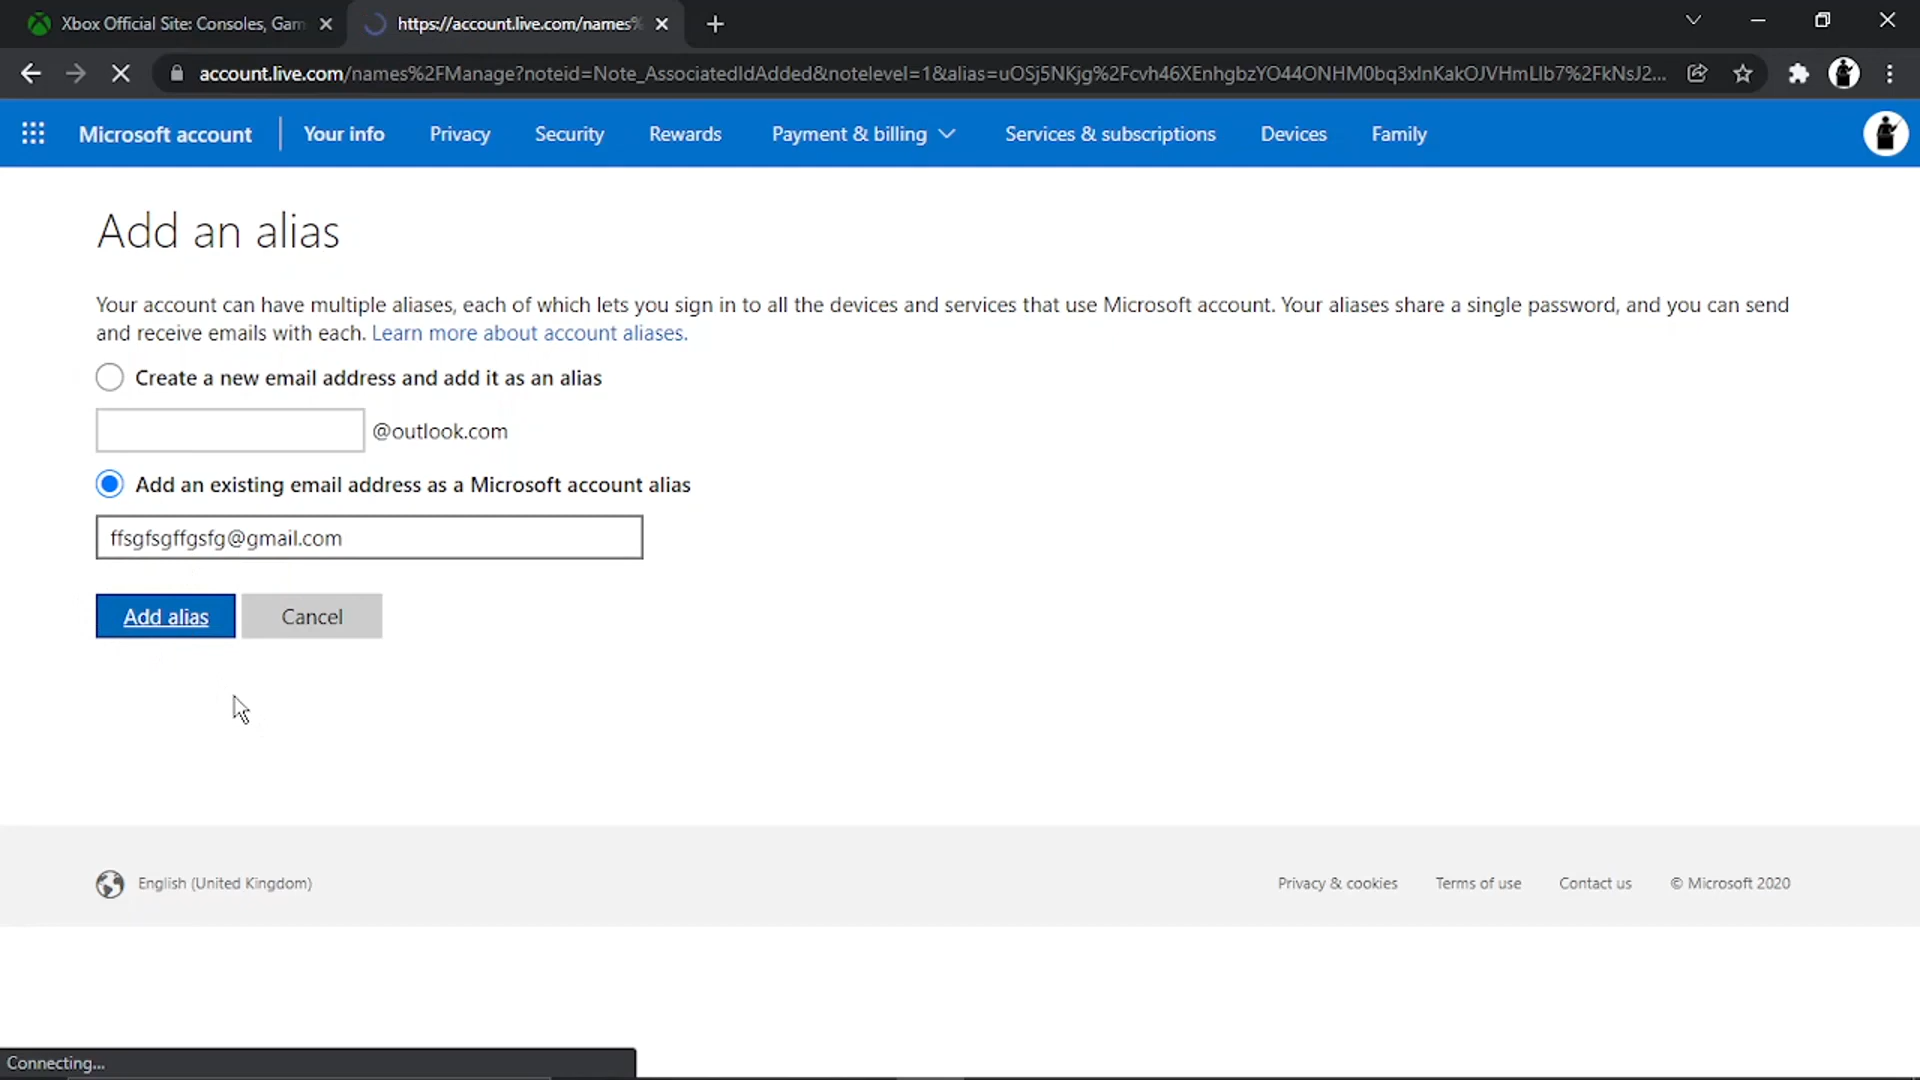 Xbox Official Site: Consoles, Gam
https://account.live.com/names%
account.live.com/names%2FManage?noteid=Note_AssociatedIdAdded&notelevel=1&alias=uOSj5NKjg%2Fcvh46XEnhgbzYO44ONHM0bq3xlnKakOJVHmLlb7%2FkNsJ2...
Microsoft account
Your info
Privacy
Security
Rewards
Payment & billing
Services & subscriptions
Devices
Family
Add an alias
Your account can have multiple aliases, each of which lets you sign in to all the devices and services that use Microsoft account. Your aliases share a single password, and you can send
and receive emails with each. Learn more about account aliases.
Create a new email address and add it as an alias
@outlook.com
Add an existing email address as a Microsoft account alias
ffsgfsgffgsfg@gmail.com
Add alias
Cancel
English (United Kingdom)
Privacy & cookies
Terms of use
Contact us
© Microsoft 2020
Connecting...